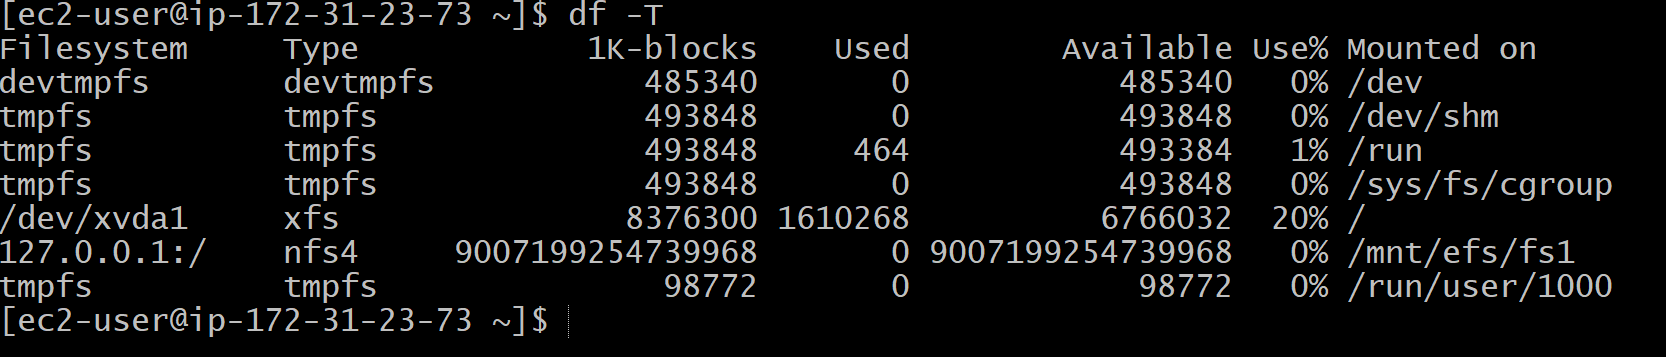 [ec2-user@ip-172-31-23-73 ~]$ df -T
Filesystem     Type             1K-blocks    Used        Available Use% Mounted on
devtmpfs       devtmpfs            485340       0           485340   0% /dev
tmpfs          tmpfs               493848       0           493848   0% /dev/shm
tmpfs          tmpfs               493848     464           493384   1% /run
tmpfs          tmpfs               493848       0           493848   0% /sys/fs/cgroup
/dev/xvda1     xfs                8376300 1610268          6766032  20% /
127.0.0.1:/    nfs4      9007199254739968       0 9007199254739968   0% /mnt/efs/fs1
tmpfs          tmpfs                98772       0            98772   0% /run/user/1000
[ec2-user@ip-172-31-23-73 ~]$